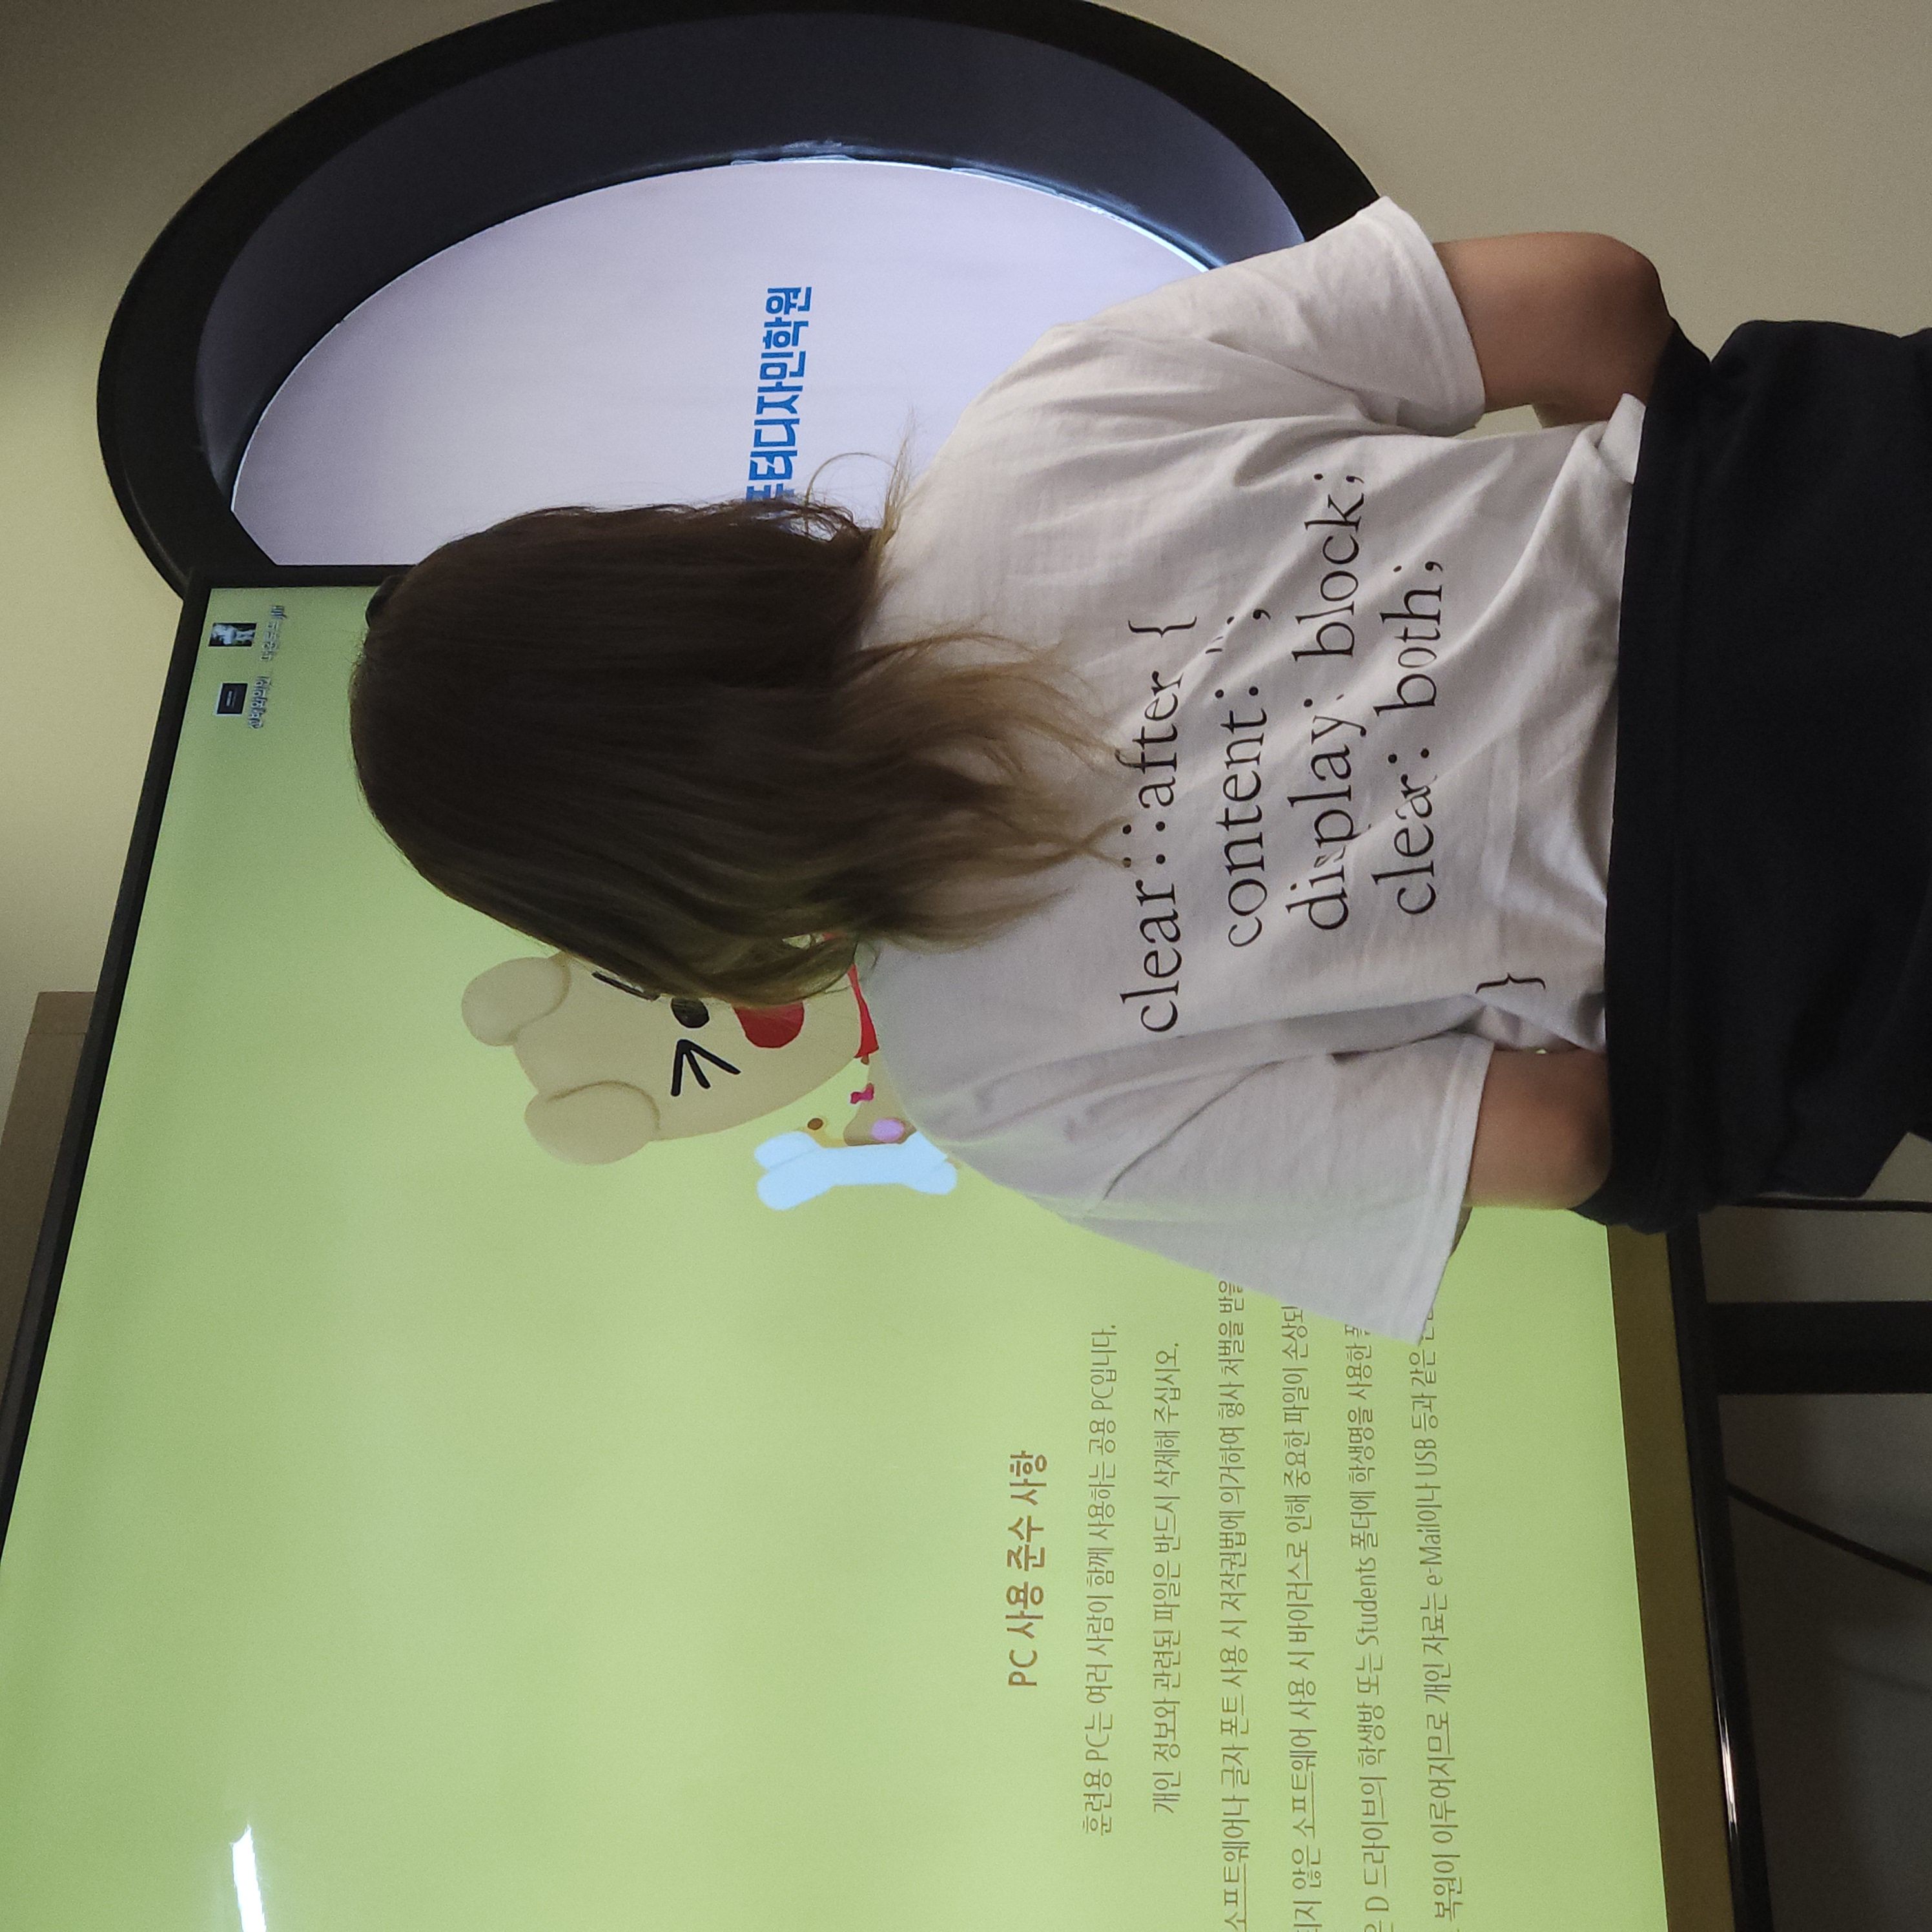 다운로드.jfif
퓨터디자인학원
PC 사용 준수 사항
훈련용 PC는 여러 사람이 함께 사용하는 공용 PC입니다.
개인 정보와 관련된 파일은 반드시 삭제해 주십시오.
소프트웨어나 글자 폰트 사용 시 저작권법에 의거하여 형사 처벌을 받을
되지 않은 소프트웨어 사용 시 바이러스로 인해 중요한 파일이 손상되
은 D 드라이브의 학생방 또는 Students 폴더에 학생명을 사용한
복원이 이루어지므로 개인 자료는 e-Mail이나 USB 등과 같은
clear::after {
content: '';
display: block;
clear: both;
}